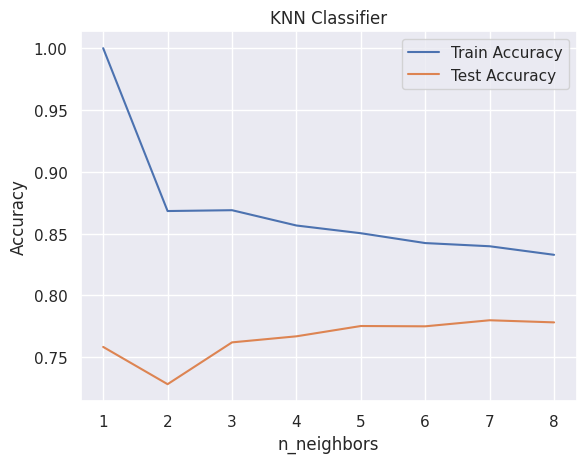 KNN Classifier
Train Accuracy
Test Accuracy
Accuracy
1.00
0.95
0.90
0.85
0.80
0.75
1 2 3 4 5 6 7 8
n_neighbors